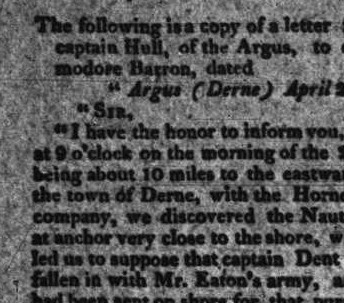 The following is a copy of a letter
captain Hull, of the Argus, to
modore Barron, dated
" Argus (Derne) April
" SIR,
" I have the honor to inform you,
at 9 o'clock on the morning of the
being about 10 miles to the eastwa
the town of Derne, with the Horne
company, we discovered the Naut
at anchor very close to the shore, w
led us to suppose that captain Dent
fallen in with Mr. Eaton's army, a
had been